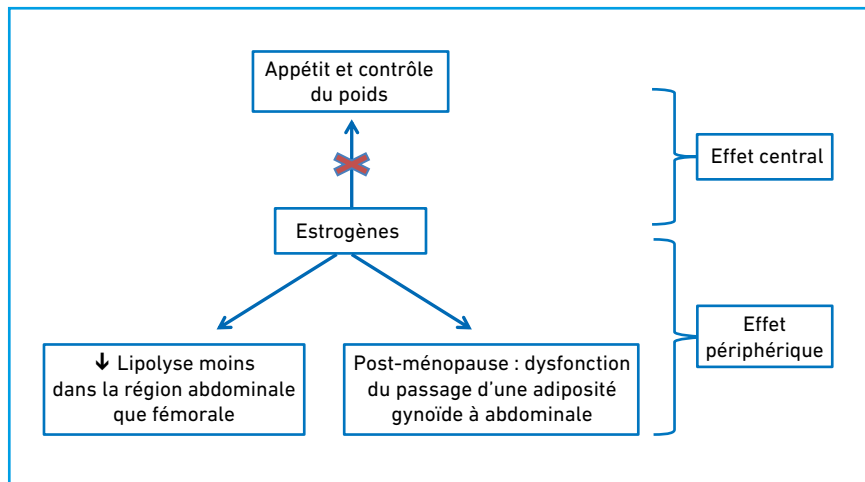 Appétit et contrôle
du poids
Effet central
Estrogènes
Effet
périphérique
↓ Lipolyse moins
dans la région abdominale
que fémorale
Post-ménopause : dysfonction
du passage d’une adiposité
gynoïde à abdominale